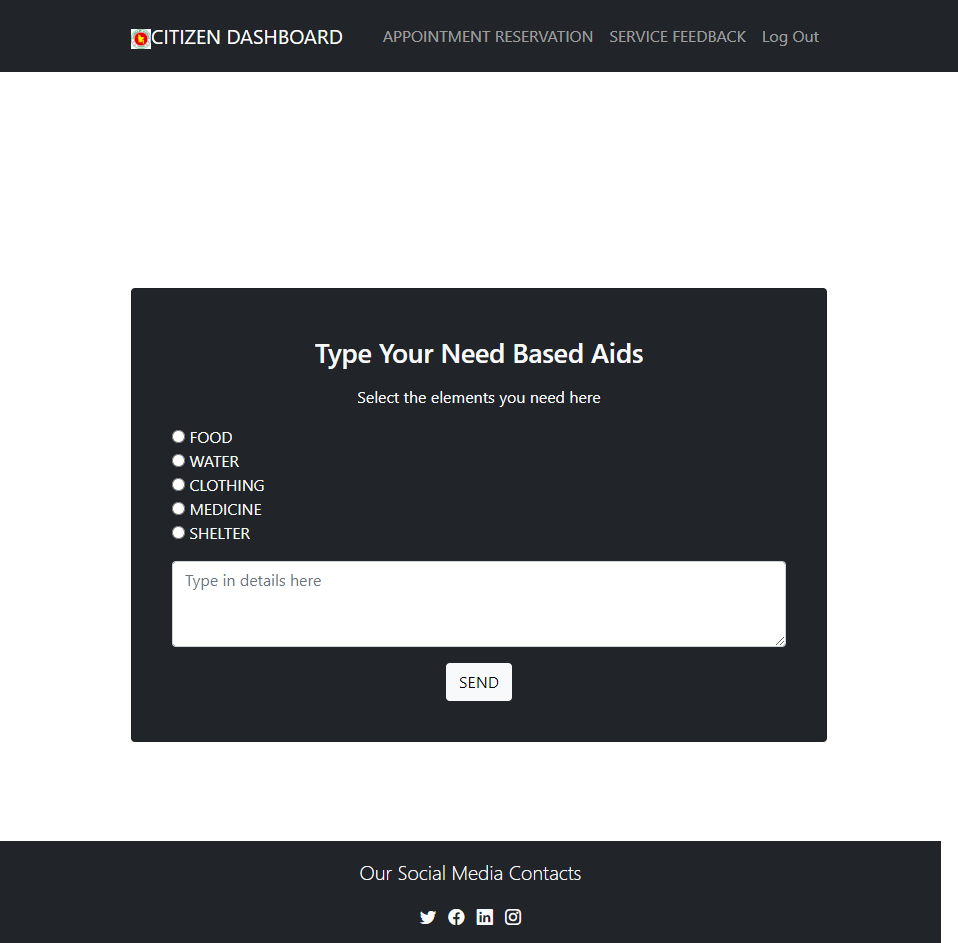 CITIZEN DASHBOARD APPOINTMENT RESERVATION SERVICE FEEDBACK Log Out
Type Your Need Based Aids
Select the elements you need here
FOOD
WATER
CLOTHING
MEDICINE
SHELTER
Type in details here
SEND
Our Social Media Contacts